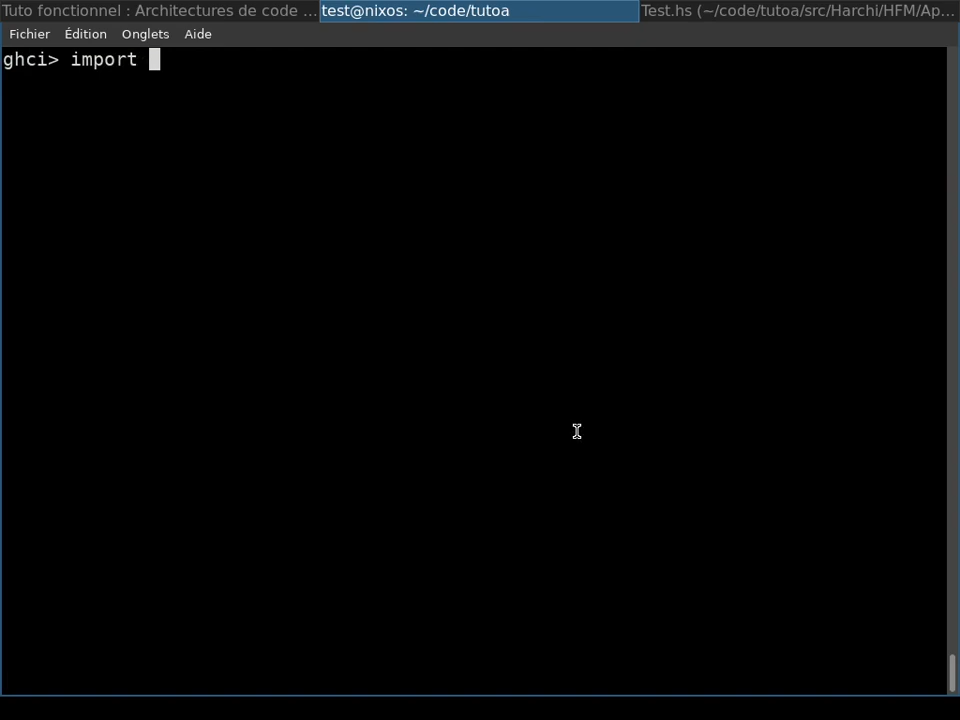 Tuto fonctionnel : Architectures de code ... test@nixos: ~/code/tutoa Test.hs (~/code/tutoa/src/Harchi/HFM/Ap...
Fichier Édition Onglets Aide
ghci> import